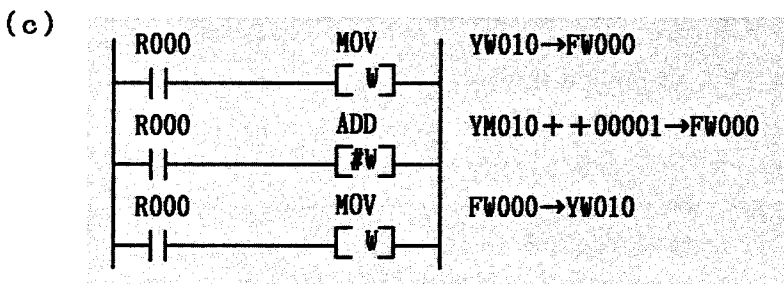 (c)
R000 MOV YW010→FW000
[ W]
R000 ADD YM010++00001→FW000
[#W]
R000 MOV FW000→YW010
[ W]